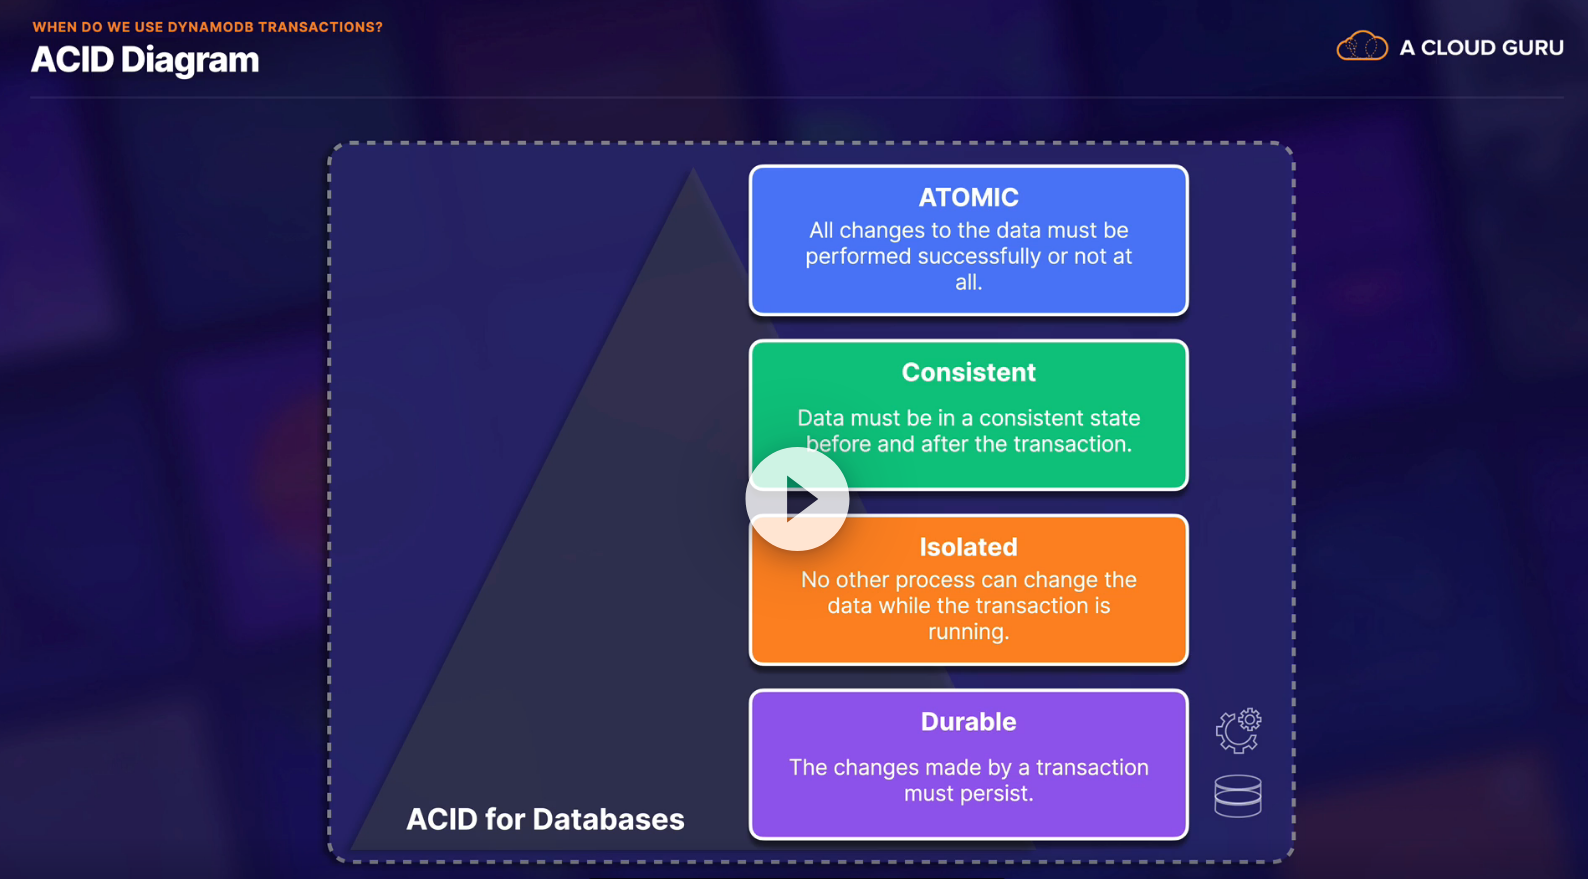 WHEN DO WE USE DYNAMODB TRANSACTIONS?
ACID Diagram
A CLOUD GURU
ATOMIC
All changes to the data must be
performed successfully or not at
all.
Consistent
Data must be in a consistent state
before and after the transaction.
Isolated
No other process can change the
data while the transaction is
running.
Durable
The changes made by a transaction
must persist.
ACID for Databases